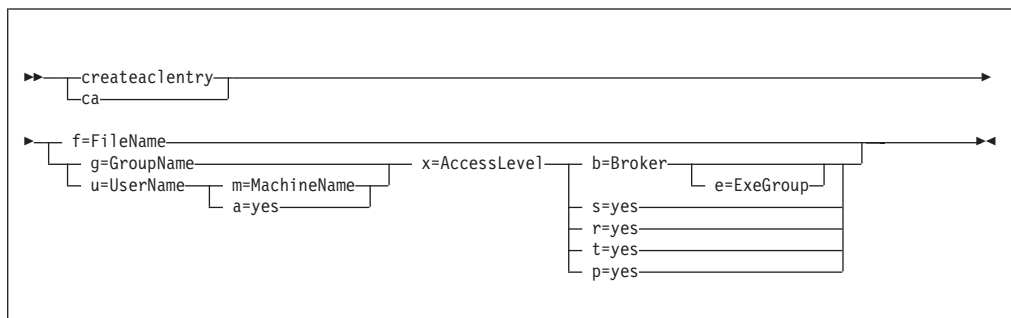 createaclentry
ca
f=FileName
g=GroupName x=AccessLevel b=Broker
u=UserName m=MachineName e=ExeGroup
a=yes s=yes
r=yes
t=yes
p=yes